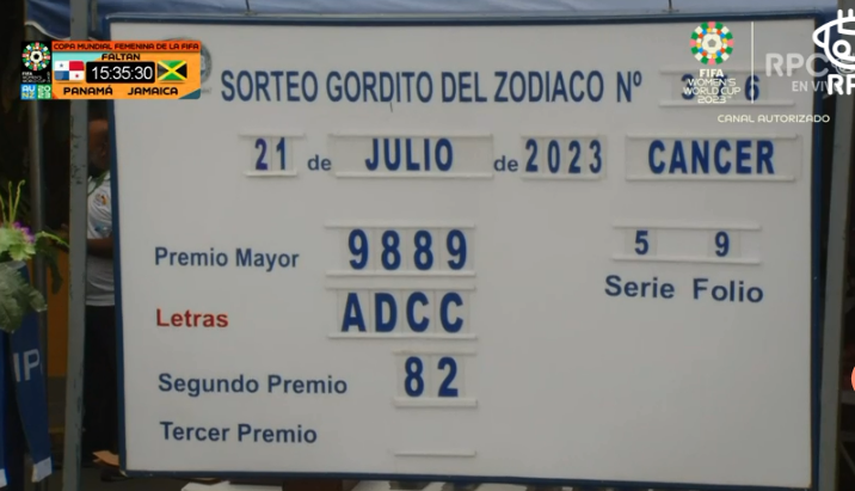 COPA MUNDIAL FEMENINA DE LA FIFA
FALTAN
15:35:30
PANAMÁ JAMAICA
FIFA
WOMEN'S
WORLD CUP
2023
RPC
EN VIVO
CANAL AUTORIZADO
SORTEO GORDITO DEL ZODIACO Nº
21 de JULIO de 2023 CANCER
Premio Mayor 9889 5 9
Serie Folio
Letras ADCC
Segundo Premio 82
Tercer Premio